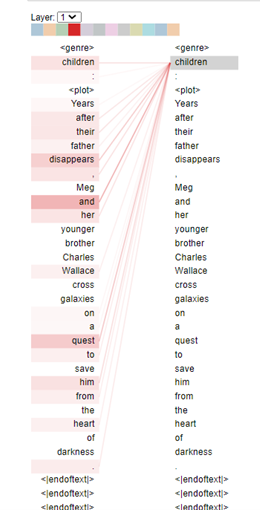 Layer: 1
<genre> <genre>
children children
: :
<plot> <plot>
Years Years
after after
their their
father father
disappears disappears
, ,
Meg Meg
and and
her her
younger younger
brother brother
Charles Charles
Wallace Wallace
cross cross
galaxies galaxies
on on
a a
quest quest
to to
save save
him him
from from
the the
heart heart
of of
darkness darkness
. .
<|endoftext|> <|endoftext|>
<|endoftext|> <|endoftext|>
<|endoftext|> <|endoftext|>